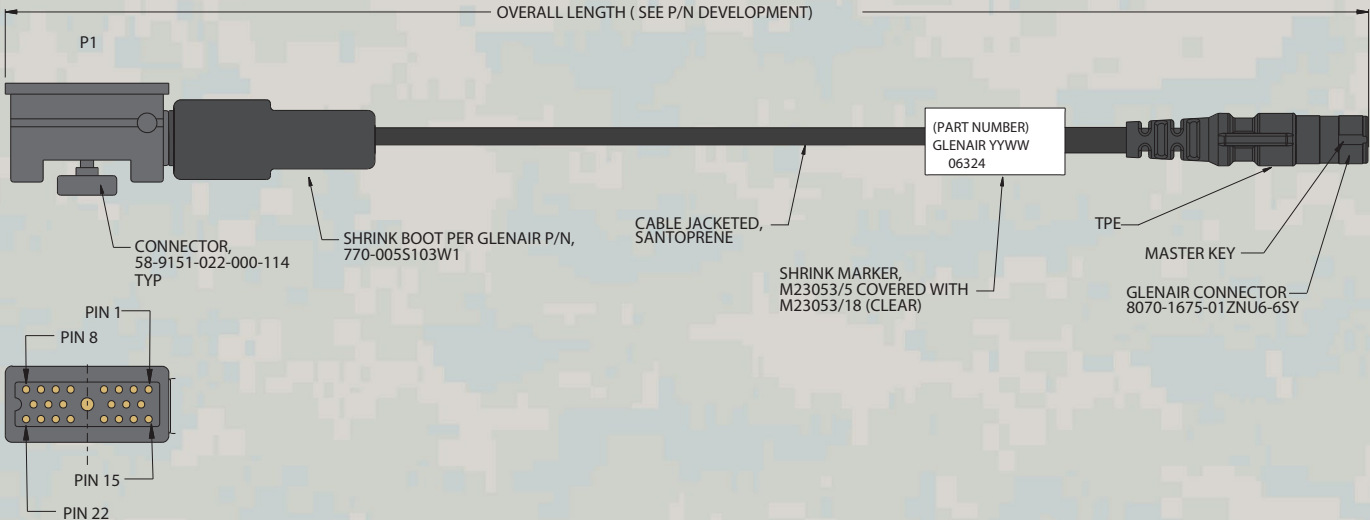 OVERALL LENGTH ( SEE P/N DEVELOPMENT)
P1
(PART NUMBER)
GLENAIR YYWW
06324
CONNECTOR,
58-9151-022-000-114
TYP
SHRINK BOOT PER GLENAIR P/N,
770-005S103W1
CABLE JACKETED,
SANTOPRENE
SHRINK MARKER,
M23053/5 COVERED WITH
M23053/18 (CLEAR)
TPE
MASTER KEY
GLENAIR CONNECTOR
8070-1675-01ZNU6-6SY
PIN 1
PIN 8
PIN 15
PIN 22